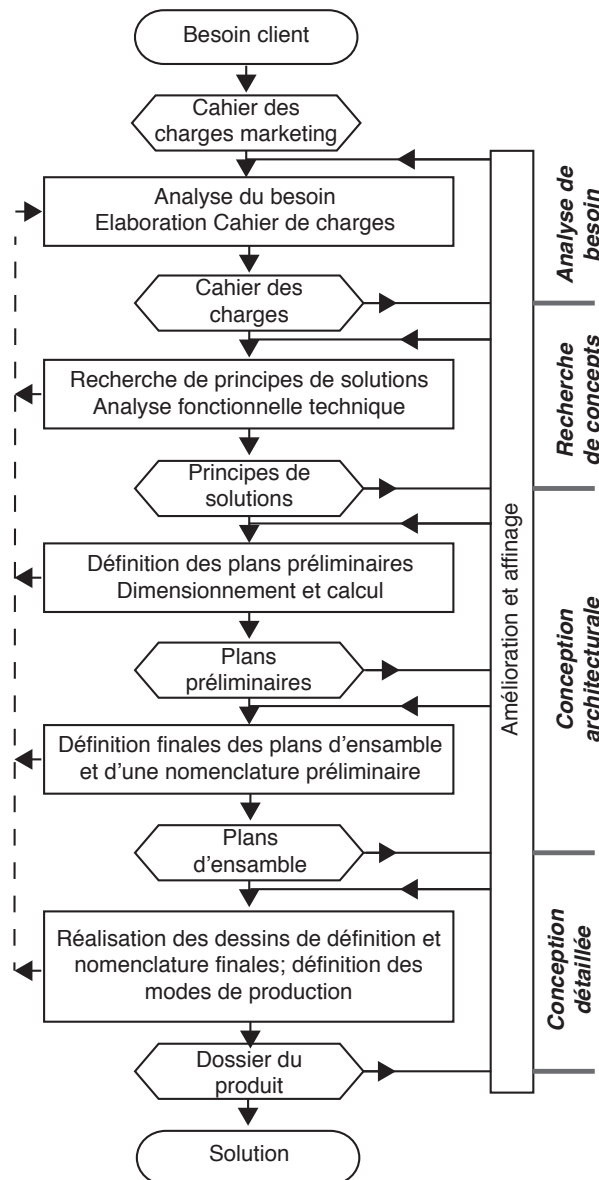 Besoin client
Cahier des
charges marketing
Analyse du besoin
Elaboration Cahier de charges
Cahier des
charges
Recherche de principes de solutions
Analyse fonctionnelle technique
Principes de
solutions
Définition des plans préliminaires
Dimensionnement et calcul
Plans
préliminaires
Définition finales des plans d'ensamble
et d'une nomenclature préliminaire
Plans
d'ensamble
Réalisation des dessins de définition et
nomenclature finales; définition des
modes de production
Dossier du
produit
Solution
Amélioration et affinage
Analyse de
besoin
Recherche
de concepts
Conception
architecturale
Conception
détaillée